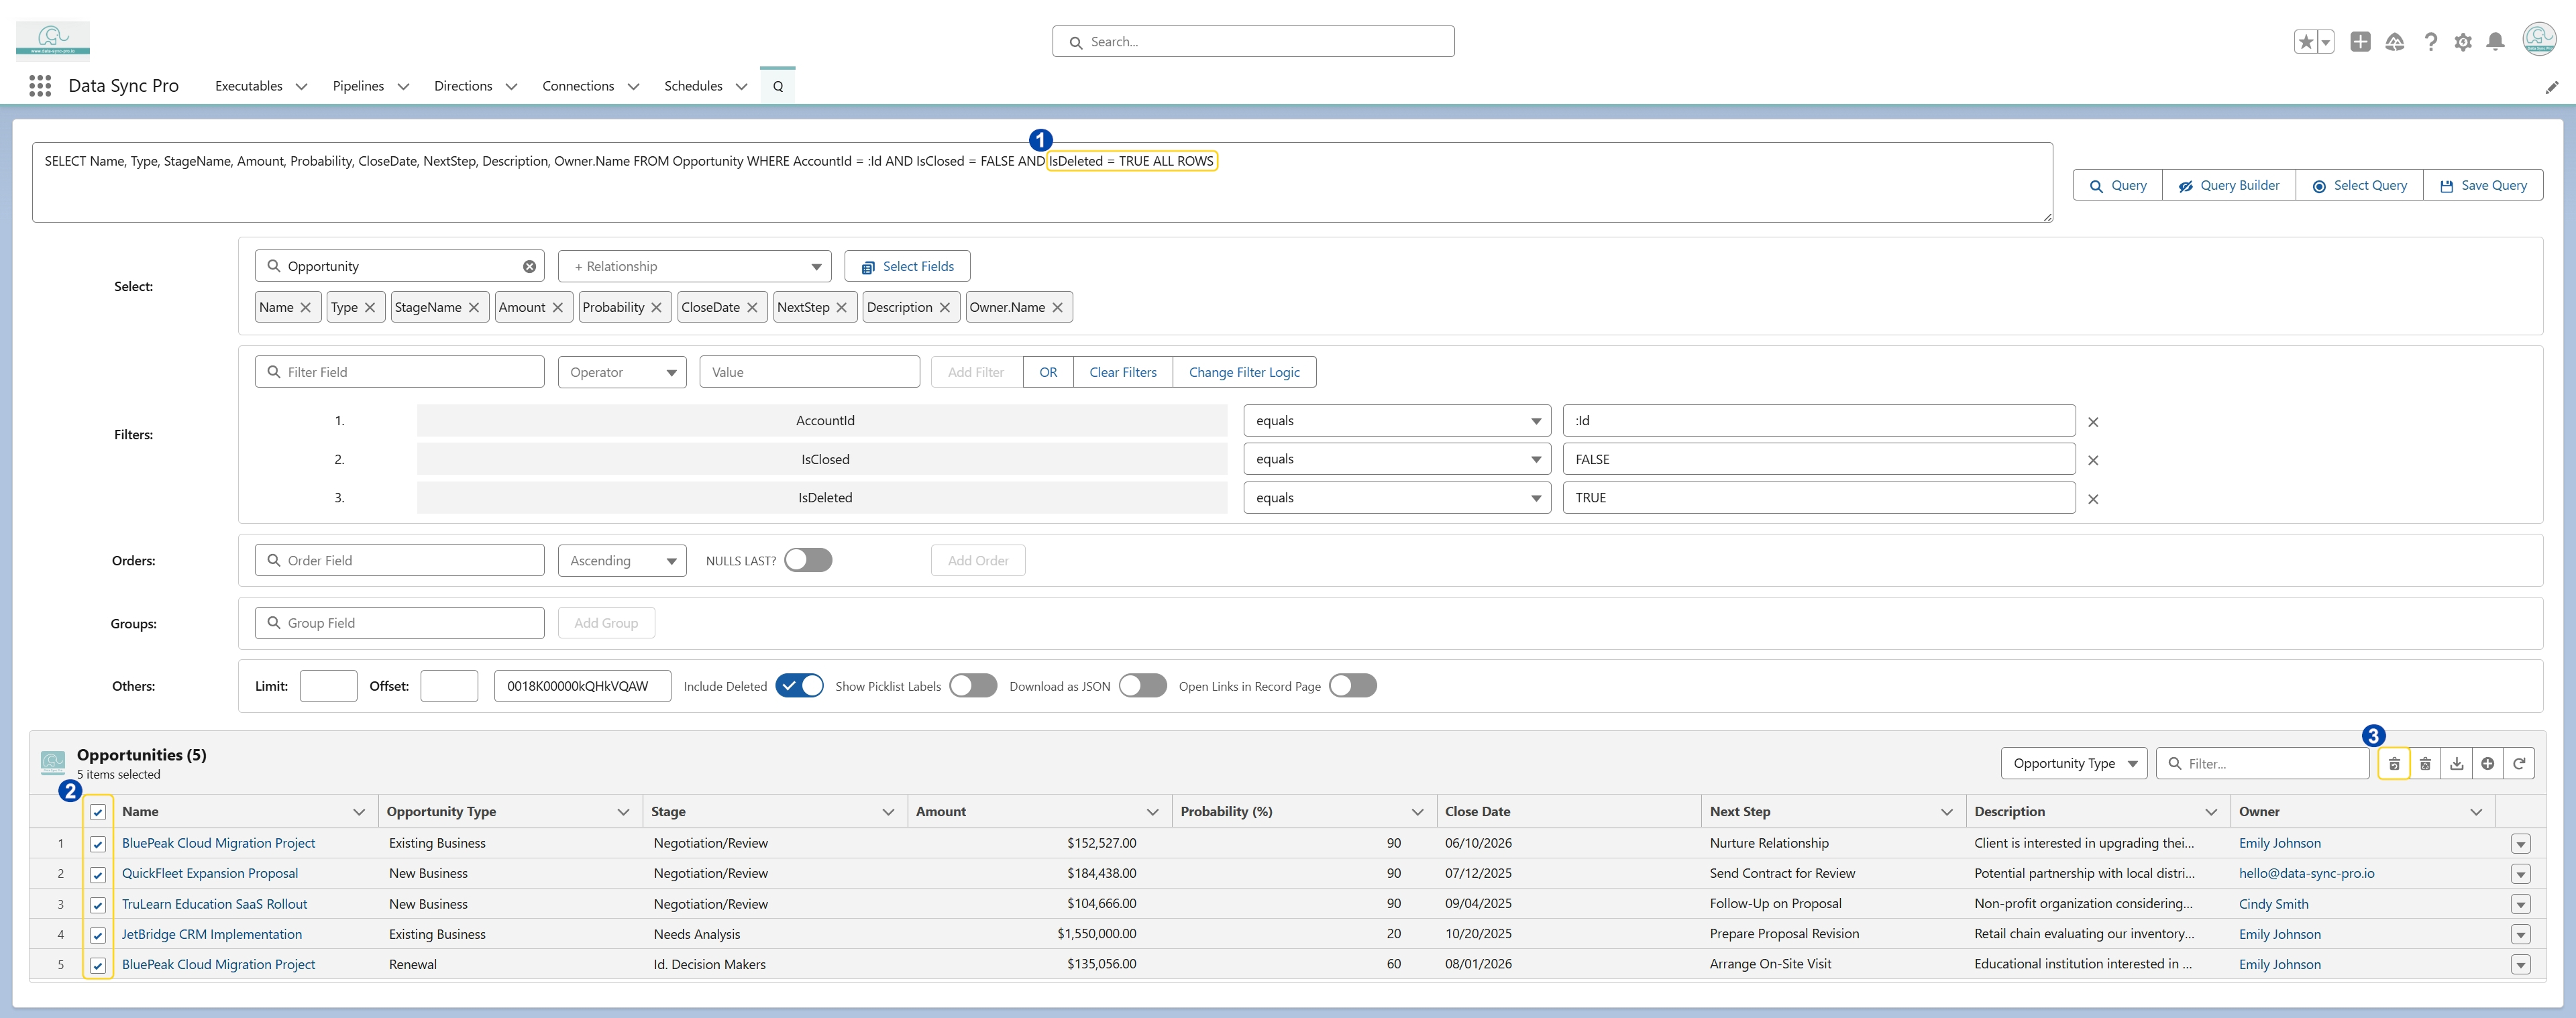 www.data-sync-pro.io
Search...
Data Sync Pro
Executables
Pipelines
Directions
Connections
Schedules
Q
1
SELECT Name, Type, StageName, Amount, Probability, CloseDate, NextStep, Description, Owner.Name FROM Opportunity WHERE AccountId = :Id AND IsClosed = FALSE AND IsDeleted = TRUE ALL ROWS
Query
Query Builder
Select Query
Save Query
Select:
Opportunity
+ Relationship
Select Fields
Name
Type
StageName
Amount
Probability
CloseDate
NextStep
Description
Owner.Name
Filters:
Filter Field
Operator
Value
Add Filter
OR
Clear Filters
Change Filter Logic
1. AccountId equals :Id
2. IsClosed equals FALSE
3. IsDeleted equals TRUE
Orders:
Order Field
Ascending
NULLS LAST?
Add Order
Groups:
Group Field
Add Group
Others:
Limit:
Offset:
0018K00000kQHkVQAW
Include Deleted
Show Picklist Labels
Download as JSON
Open Links in Record Page
Opportunities (5)
5 items selected
Opportunity Type
Filter...
3
2
Name Opportunity Type Stage Amount Probability (%) Close Date Next Step Description Owner
1 BluePeak Cloud Migration Project Existing Business Negotiation/Review $152,527.00 90 06/10/2026 Nurture Relationship Client is interested in upgrading thei... Emily Johnson
2 QuickFleet Expansion Proposal New Business Negotiation/Review $184,438.00 90 07/12/2025 Send Contract for Review Potential partnership with local distri... hello@data-sync-pro.io
3 TruLearn Education SaaS Rollout New Business Negotiation/Review $104,666.00 90 09/04/2025 Follow-Up on Proposal Non-profit organization considering... Cindy Smith
4 JetBridge CRM Implementation Existing Business Needs Analysis $1,550,000.00 20 10/20/2025 Prepare Proposal Revision Retail chain evaluating our inventory... Emily Johnson
5 BluePeak Cloud Migration Project Renewal Id. Decision Makers $135,056.00 60 08/01/2026 Arrange On-Site Visit Educational institution interested in ... Emily Johnson